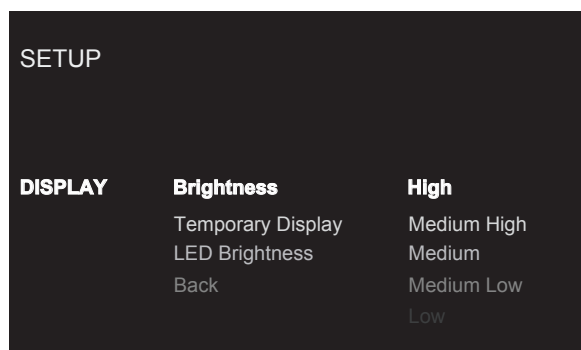 SETUP
DISPLAY Brightness High
Temporary Display Medium High
LED Brightness Medium
Back Medium Low
Low